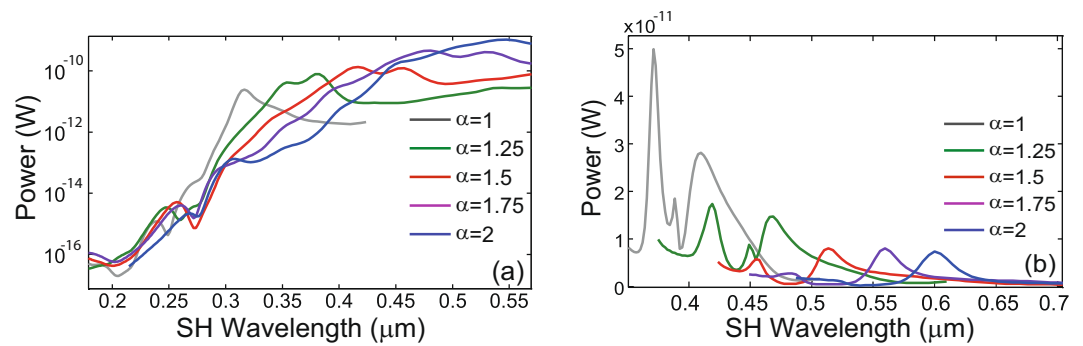 Power (W)
10⁻¹⁰
10⁻¹²
10⁻¹⁴
10⁻¹⁶
α=1
α=1.25
α=1.5
α=1.75
α=2
(a)
0.2 0.25 0.3 0.35 0.4 0.45 0.5 0.55
SH Wavelength (μm)
x10⁻¹¹
Power (W)
5
4
3
2
1
0
α=1
α=1.25
α=1.5
α=1.75
α=2
(b)
0.4 0.45 0.5 0.55 0.6 0.65 0.7
SH Wavelength (μm)